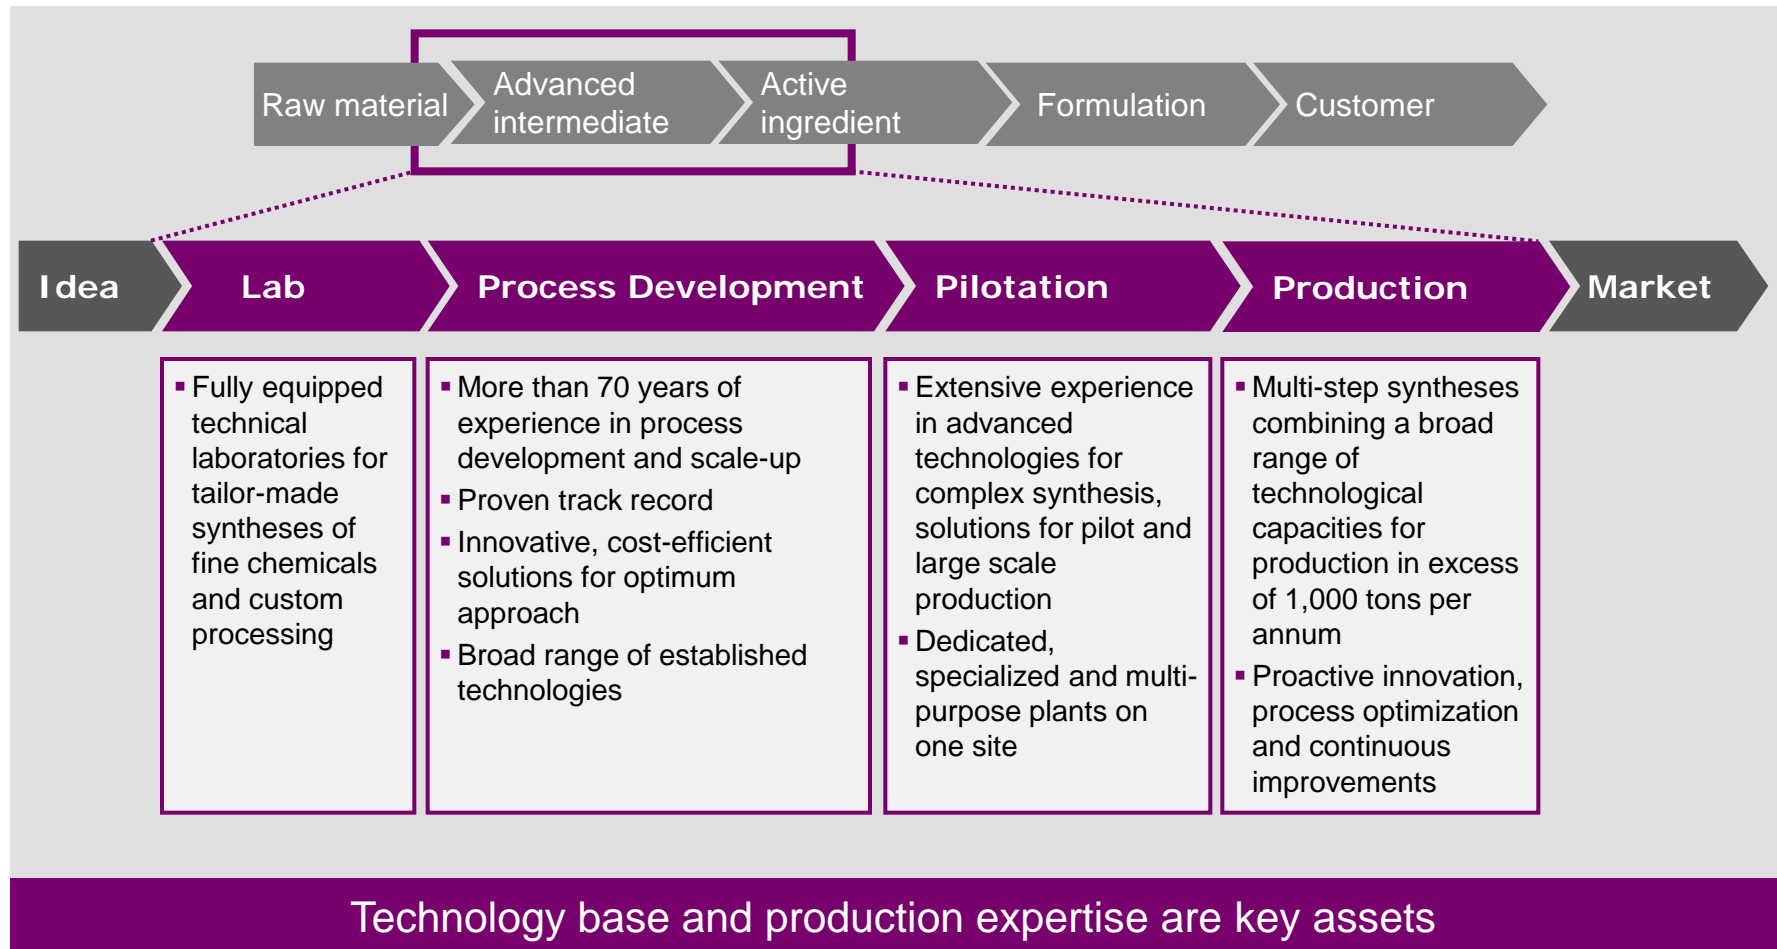 Raw material
Advanced
intermediate
Active
ingredient
Formulation
Customer
Idea
Lab
Process Development
Pilotation
Production
Market
▪ Fully equipped
technical
laboratories for
tailor-made
syntheses of
fine chemicals
and custom
processing
▪ More than 70 years of
experience in process
development and scale-up
▪ Proven track record
▪ Innovative, cost-efficient
solutions for optimum
approach
▪ Broad range of established
technologies
▪ Extensive experience
in advanced
technologies for
complex synthesis,
solutions for pilot and
large scale
production
▪ Dedicated,
specialized and multi-
purpose plants on
one site
▪ Multi-step syntheses
combining a broad
range of
technological
capacities for
production in excess
of 1,000 tons per
annum
▪ Proactive innovation,
process optimization
and continuous
improvements
Technology base and production expertise are key assets